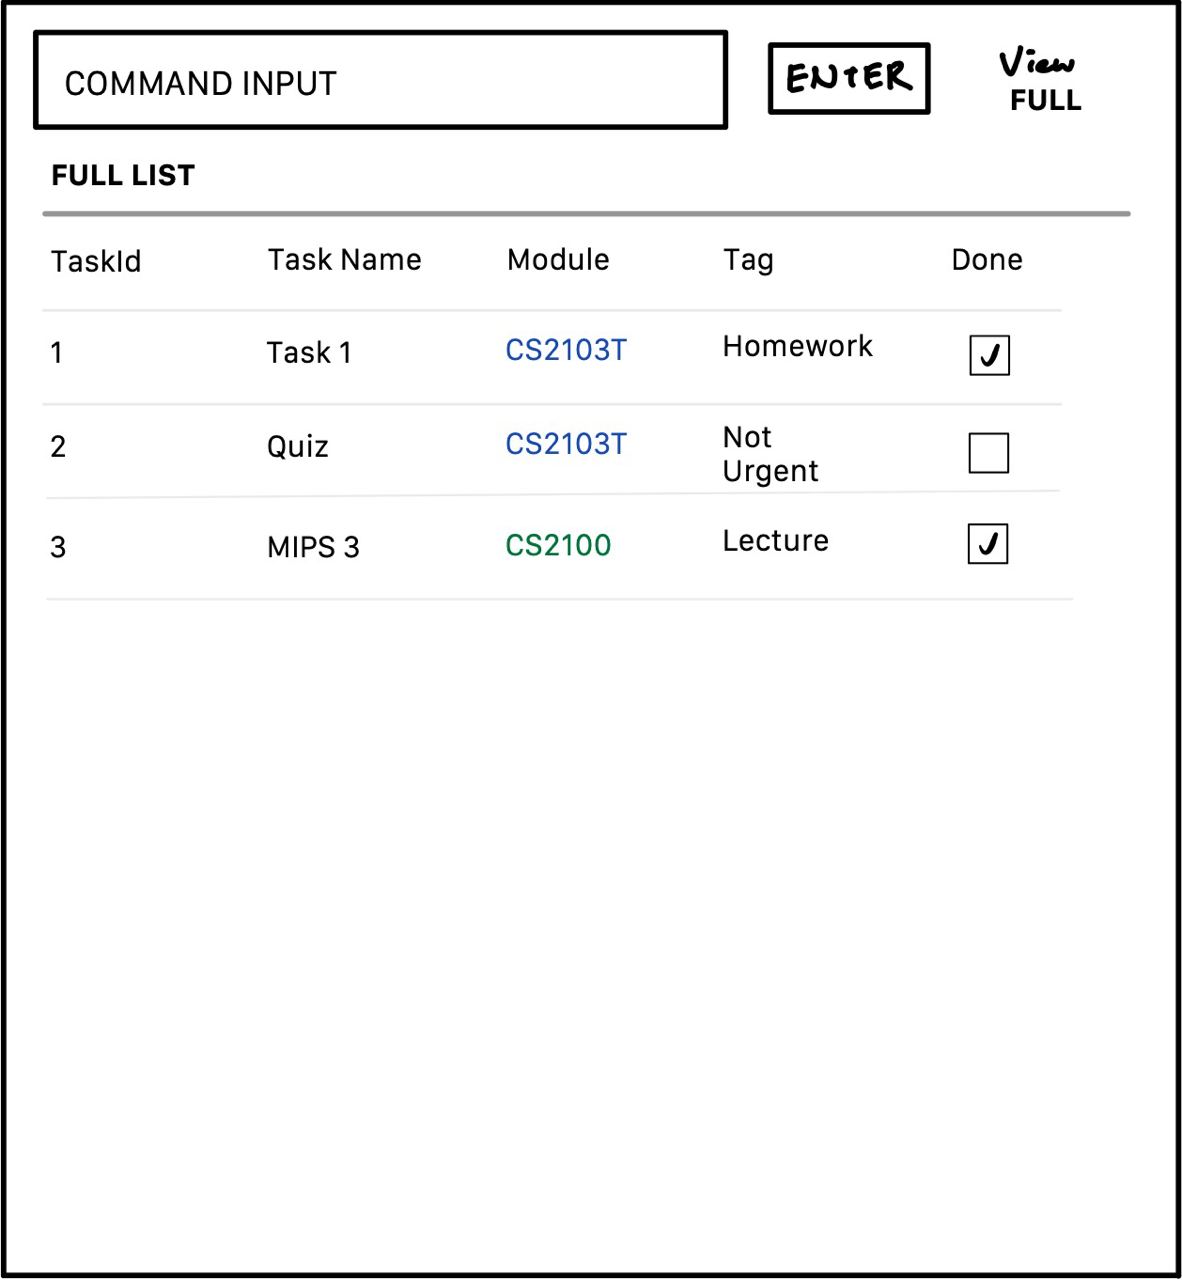 COMMAND INPUT
ENTER
View
FULL
FULL LIST
TaskId Task Name Module Tag Done
1 Task 1 CS2103T Homework
2 Quiz CS2103T Not
Urgent
3 MIPS 3 CS2100 Lecture